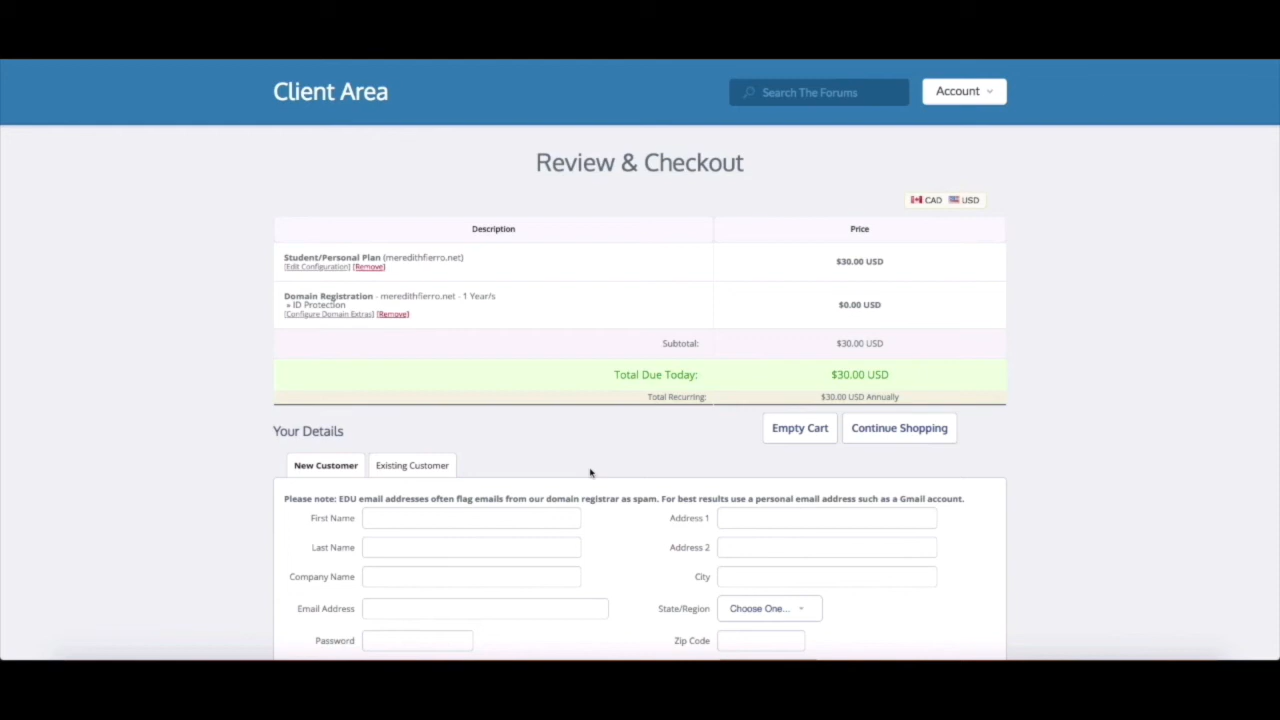 Client Area
Search The Forums
Account
Review & Checkout
CAD USD
Description Price
Student/Personal Plan (meredithfierro.net) $30.00 USD
[Edit Configuration] [Remove]
Domain Registration - meredithfierro.net - 1 Year/s
» ID Protection $0.00 USD
[Configure Domain Extras] [Remove]
Subtotal: $30.00 USD
Total Due Today: $30.00 USD
Total Recurring: $30.00 USD Annually
Your Details
Empty Cart Continue Shopping
New Customer Existing Customer
Please note: EDU email addresses often flag emails from our domain registrar as spam. For best results use a personal email address such as a Gmail account.
First Name Address 1
Last Name Address 2
Company Name City
Email Address State/Region Choose One...
Password Zip Code